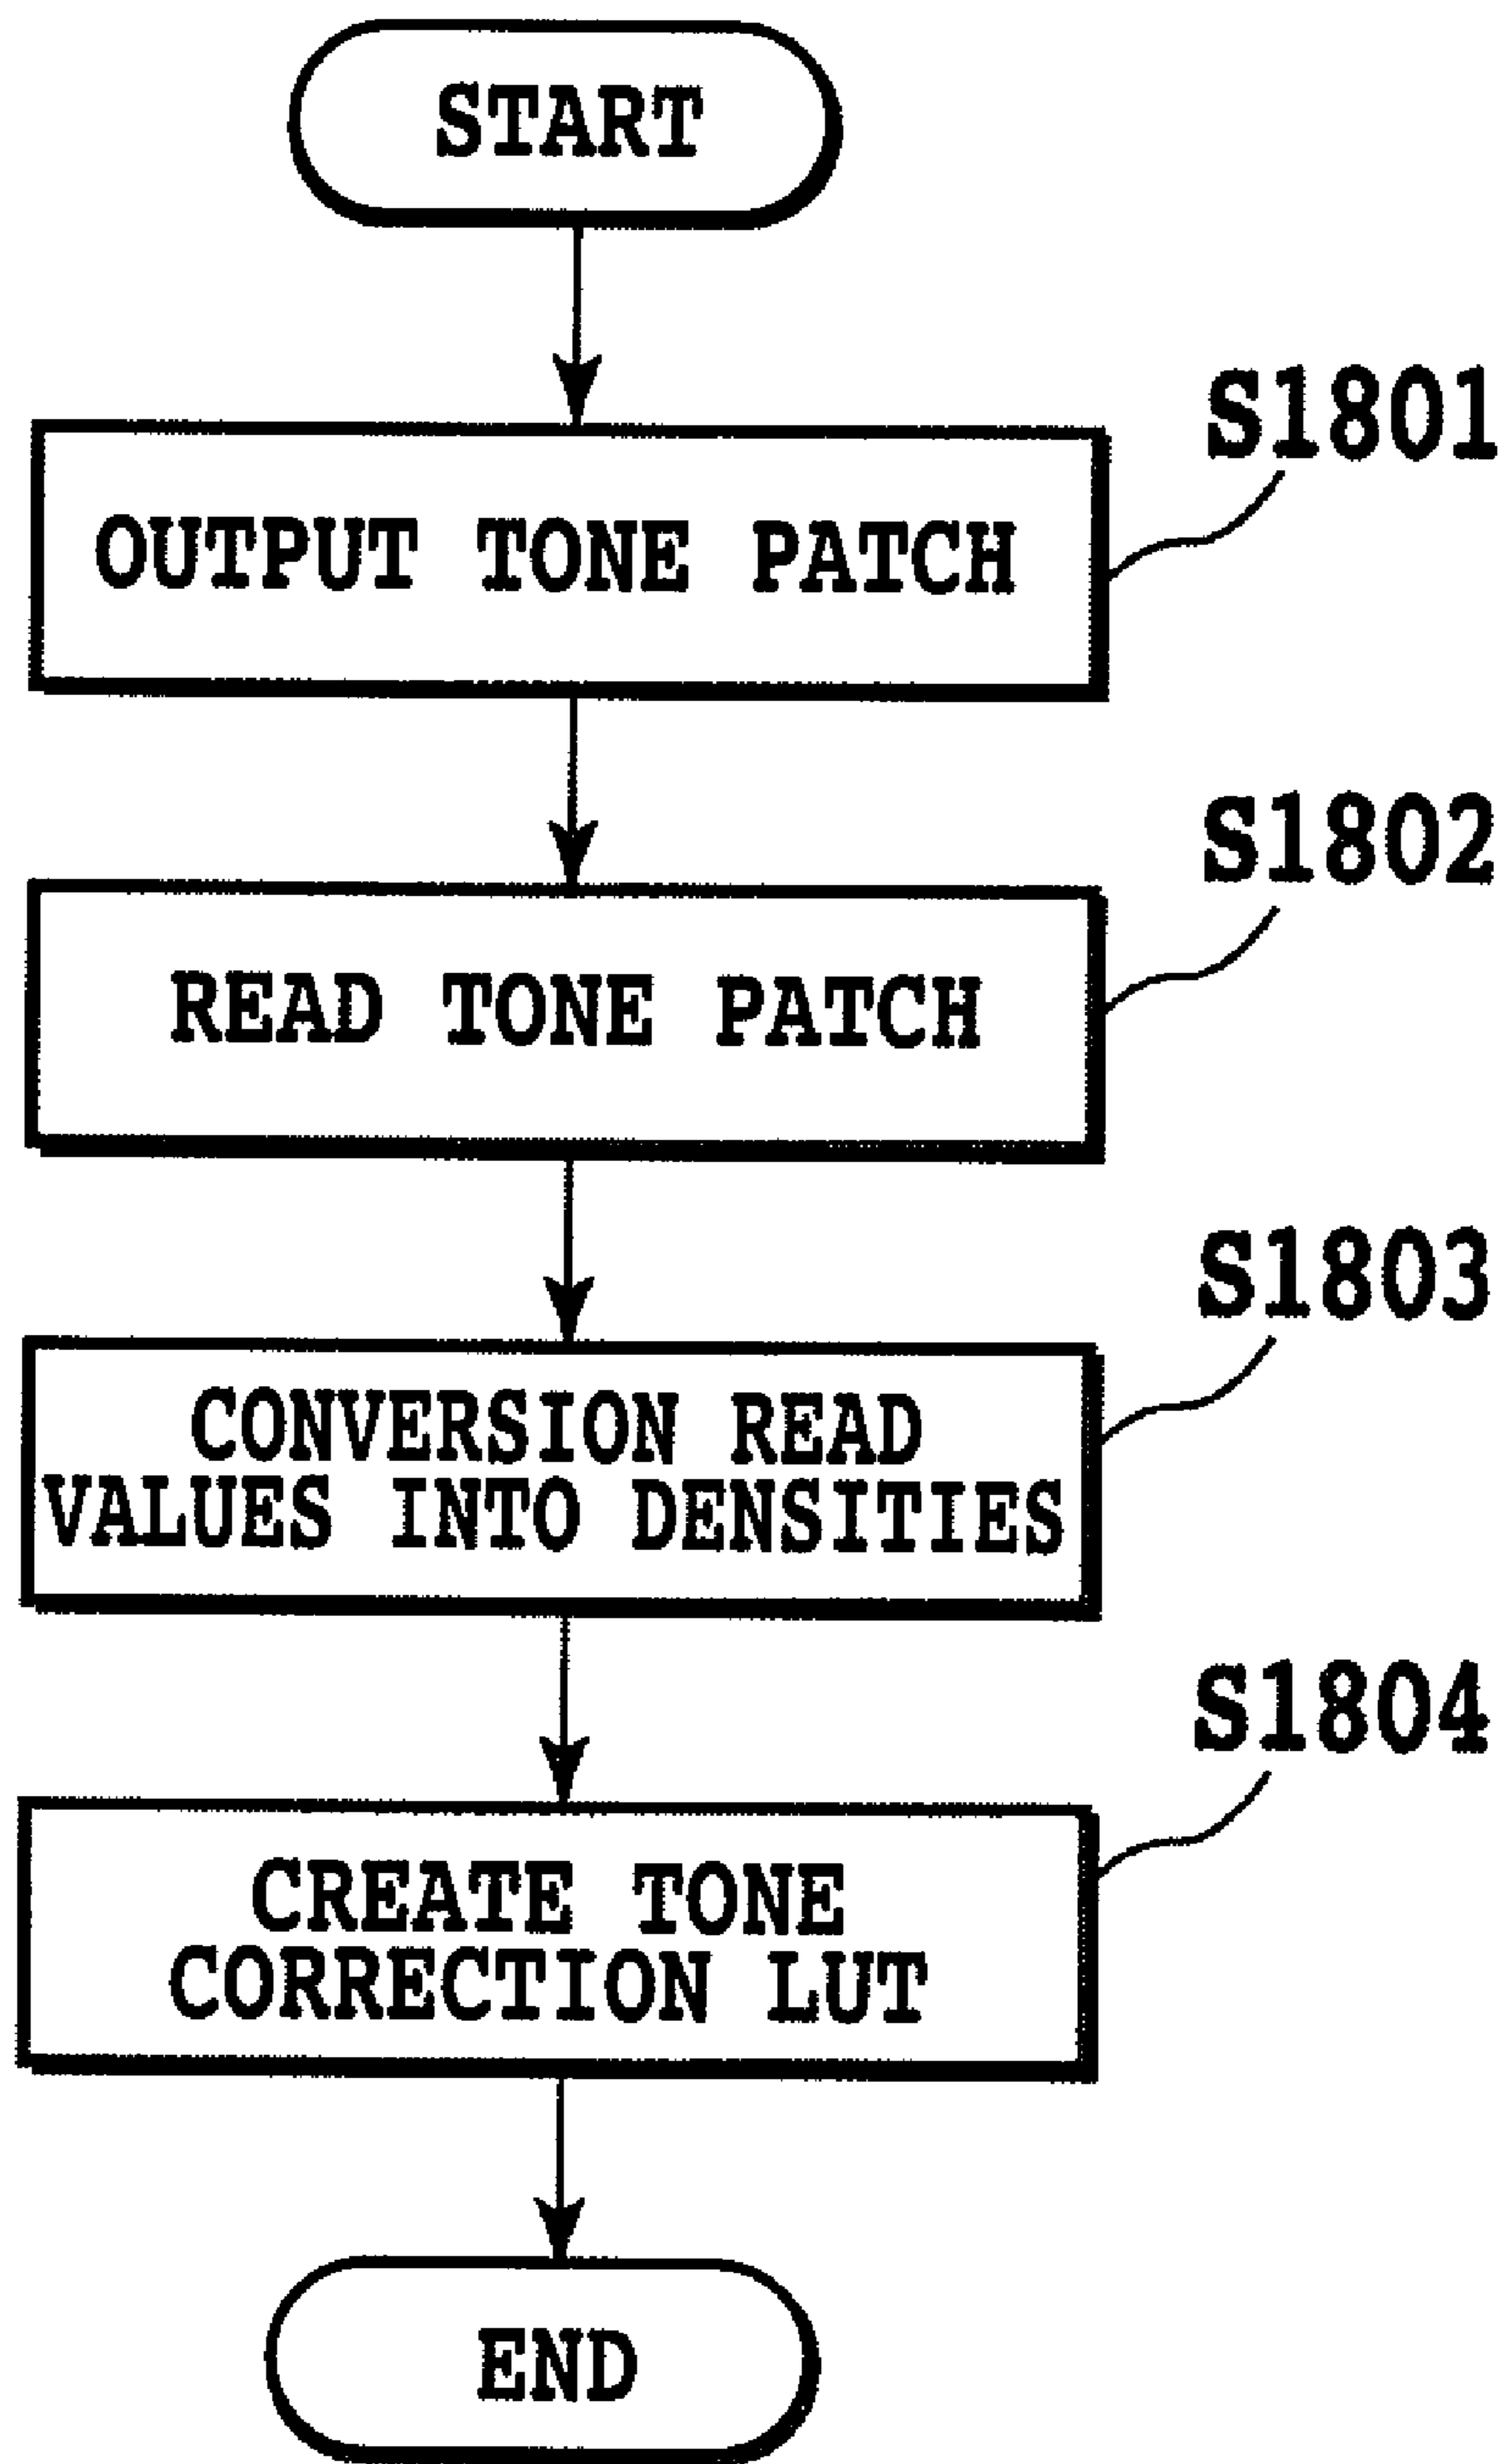 START
S1801
OUTPUT TONE PATCH
S1802
READ TONE PATCH
S1803
CONVERSION READ
VALUES INTO DENSITIES
S1804
CREATE TONE
CORRECTION LUT
END